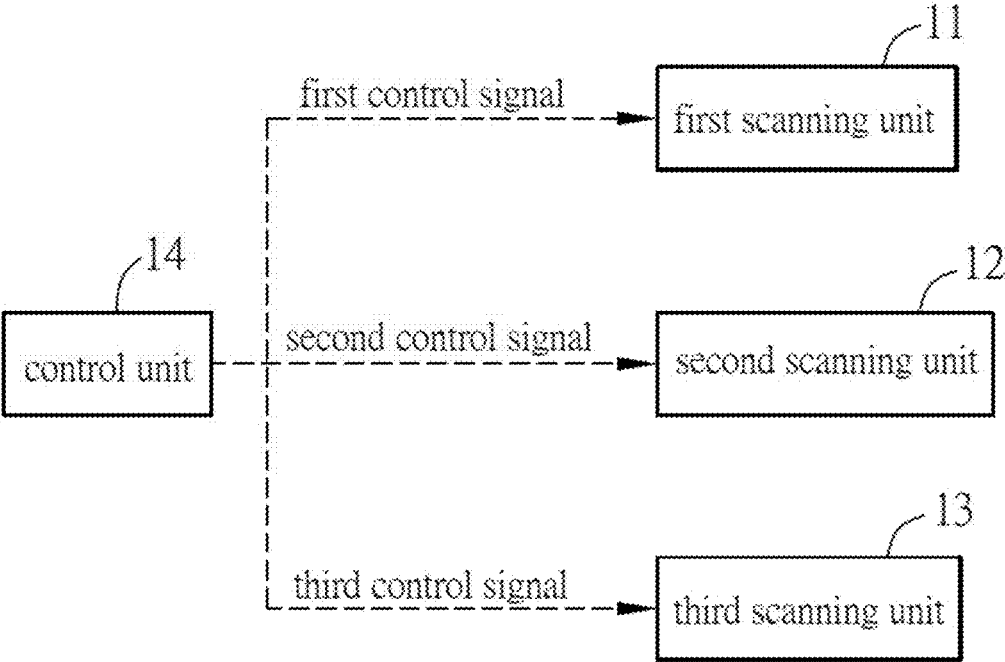 11
first control signal
first scanning unit
14
12
second control signal
control unit
second scanning unit
13
third control signal
third scanning unit